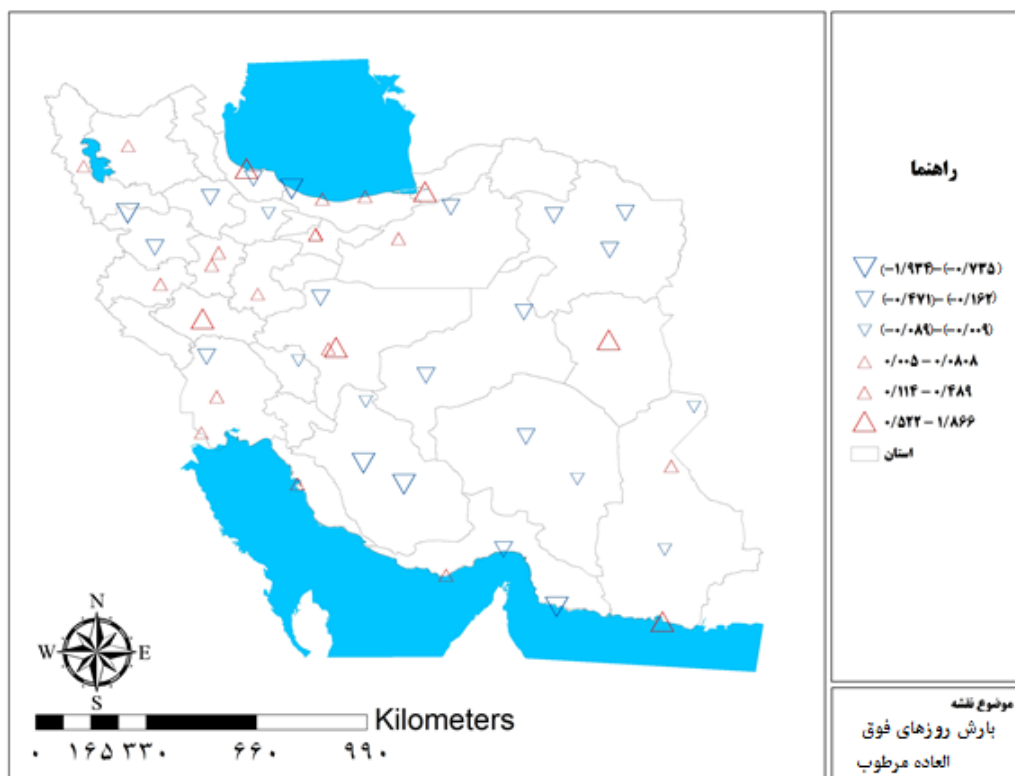 راهنما
(-۱/۹۳۴)-(-۰/۷۳۵)
(-۰/۴۷۱)-(-۰/۱۶۲)
(-۰/۰۸۹)-(-۰/۰۰۹)
۰/۰۰۵ - ۰/۰۸۰۸
۰/۱۱۴ - ۰/۴۸۹
۰/۵۲۲ - ۱/۸۶۶
استان
N
W E
S
Kilometers
۰ ۱۶۵ ۳۳۰ ۶۶۰ ۹۹۰
موضوع نقشه
بارش روزهای فوق
العاده مرطوب